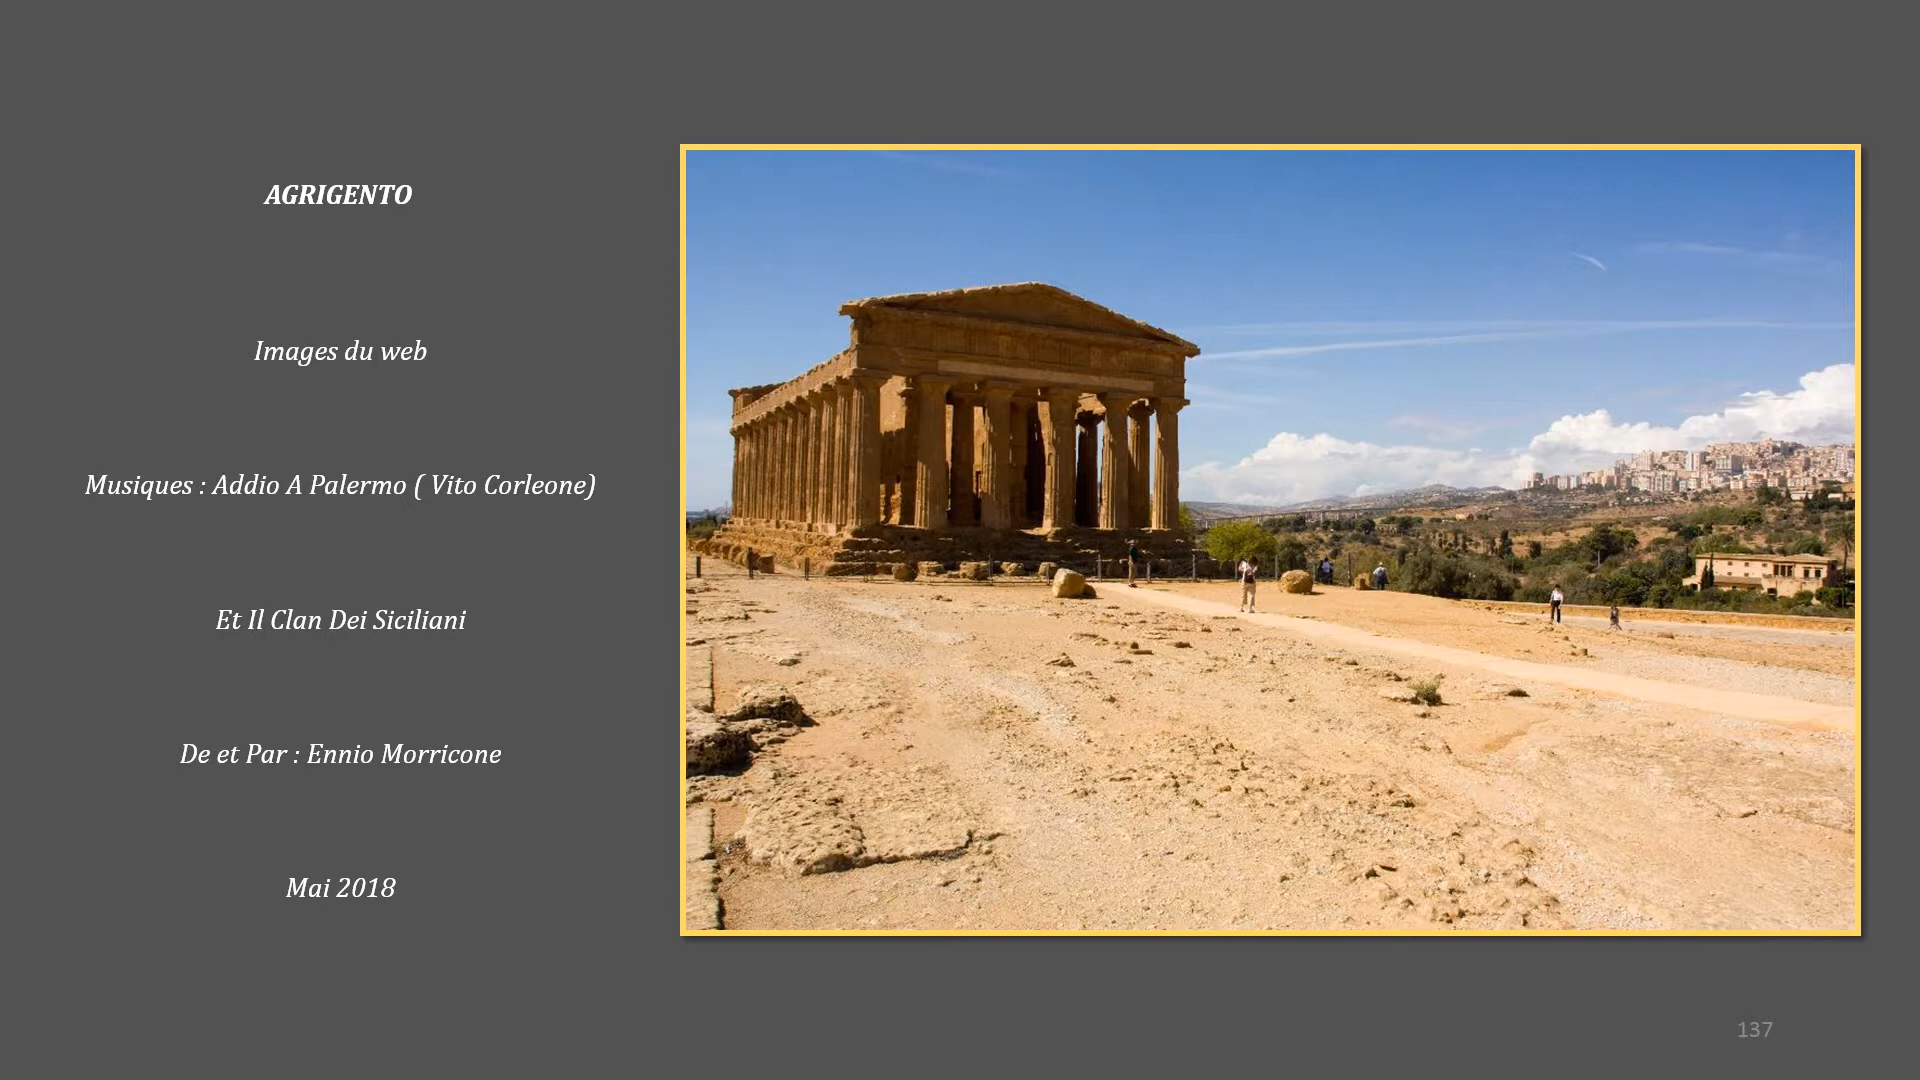 AGRIGENTO
Images du web
Musiques : Addio A Palermo ( Vito Corleone)
Et Il Clan Dei Siciliani
De et Par : Ennio Morricone
Mai 2018
137